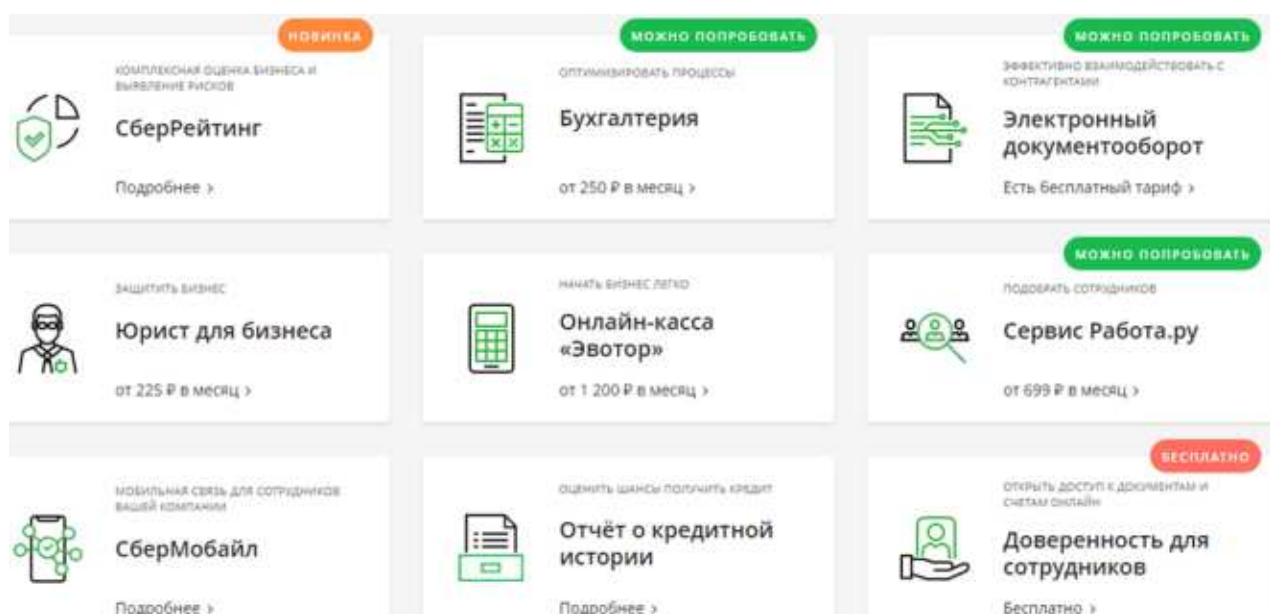 НОВИНКА
КОМПЛЕКСНАЯ ОЦЕНКА БИЗНЕСА И
ВЫЯВЛЕНИЕ РИСКОВ
СберРейтинг
Подробнее >
МОЖНО ПОПРОБОВАТЬ
ОПТИМИЗИРОВАТЬ ПРОЦЕССЫ
Бухгалтерия
от 250 ₽ в месяц >
МОЖНО ПОПРОБОВАТЬ
ЭФФЕКТИВНО ВЗАИМОДЕЙСТВОВАТЬ С
КОНТРАГЕНТАМИ
Электронный
документооборот
Есть бесплатный тариф >
ЗАЩИТИТЬ БИЗНЕС
Юрист для бизнеса
от 225 ₽ в месяц >
НАЧАТЬ БИЗНЕС ЛЕГКО
Онлайн-касса
«Эвотор»
от 1 200 ₽ в месяц >
МОЖНО ПОПРОБОВАТЬ
ПОДОБРАТЬ СОТРУДНИКОВ
Сервис Работа.ру
от 699 ₽ в месяц >
МОБИЛЬНАЯ СВЯЗЬ ДЛЯ СОТРУДНИКОВ
ВАШЕЙ КОМПАНИИ
СберМобайл
Подробнее >
ОЦЕНИТЬ ШАНСЫ ПОЛУЧИТЬ КРЕДИТ
Отчёт о кредитной
истории
Подробнее >
БЕСПЛАТНО
ОТКРЫТЬ ДОСТУП К ДОКУМЕНТАМ И
СЧЕТАМ ОНЛАЙН
Доверенность для
сотрудников
Бесплатно >